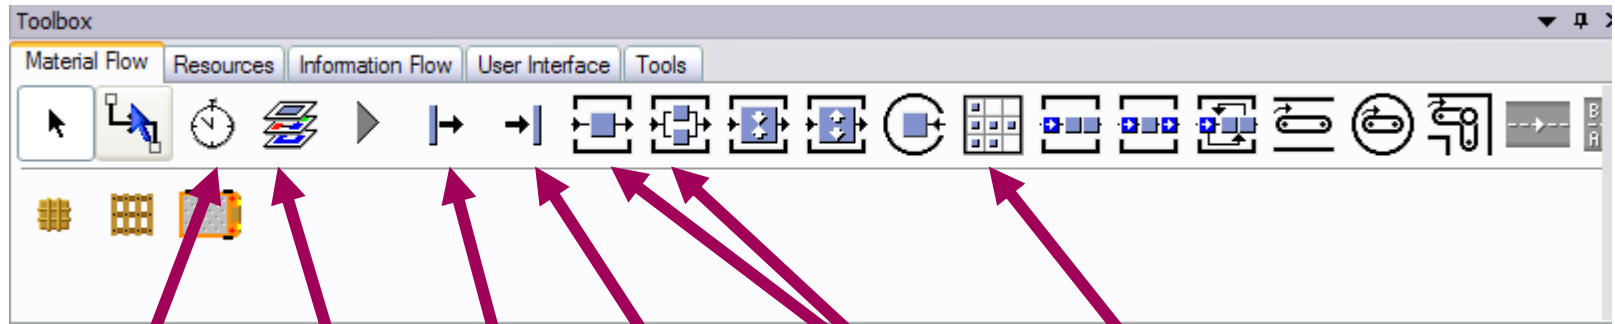 Toolbox
Material Flow Resources Information Flow User Interface Tools
B
A